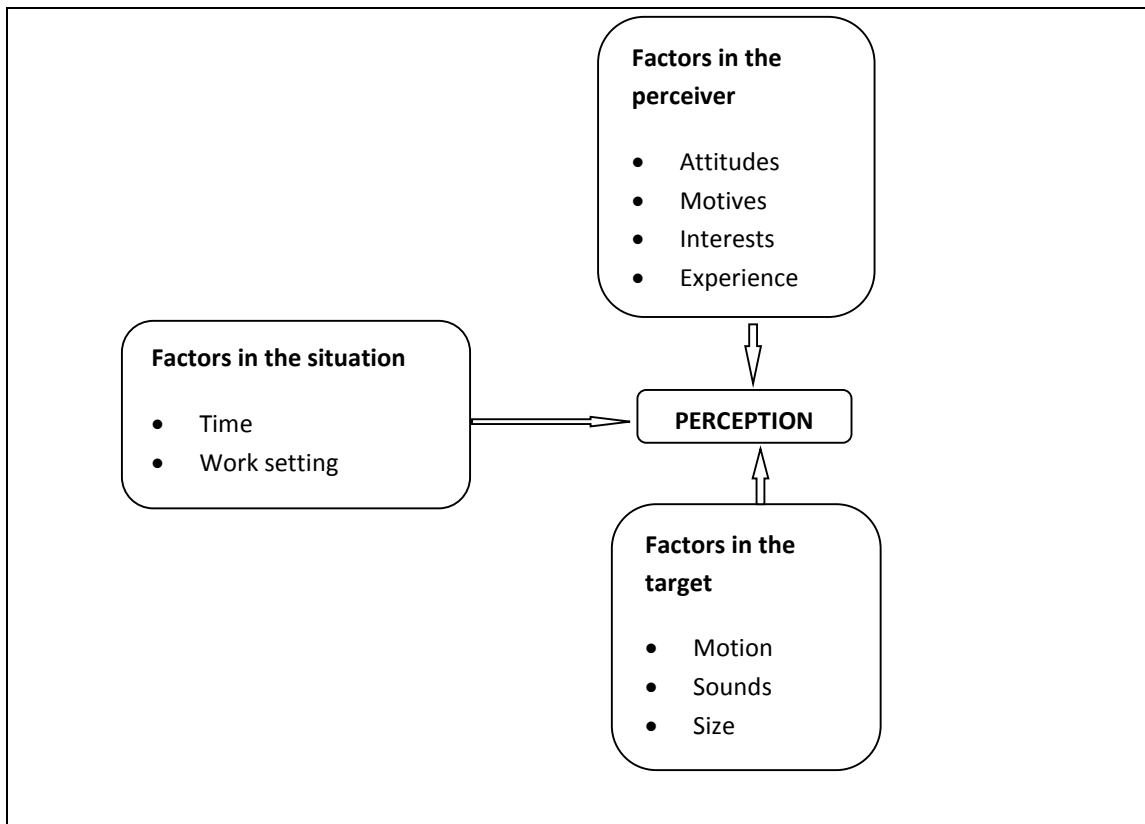 Factors in the
perceiver
• Attitudes
• Motives
• Interests
• Experience
Factors in the situation
• Time
• Work setting
PERCEPTION
Factors in the
target
• Motion
• Sounds
• Size